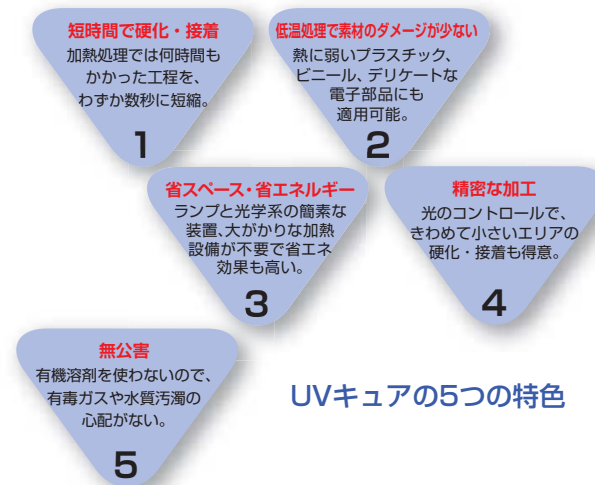 短時間で硬化・接着
加熱処理では何時間も
かかった工程を、
わずか数秒に短縮。
1
低温処理で素材のダメージが少ない
熱に弱いプラスチック、
ビニール、デリケートな
電子部品にも
適用可能。
2
省スペース・省エネルギー
ランプと光学系の簡素な
装置、大がかりな加熱
設備が不要で省エネ
効果も高い。
3
精密な加工
光のコントロールで、
きわめて小さいエリアの
硬化・接着も得意。
4
無公害
有機溶剤を使わないので、
有毒ガスや水質汚濁の
心配がない。
5
UVキュアの5つの特色